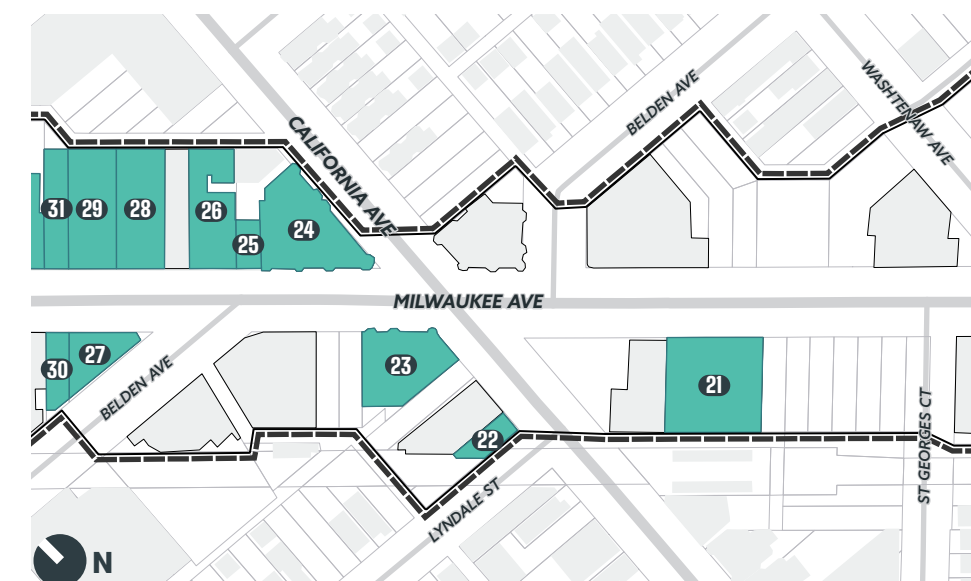 CALIFORNIA AVE
BELDEN AVE
WASHTENAW AVE
31
29
28
26
25
24
MILWAUKEE AVE
30
27
BELDEN AVE
23
22
21
LYNDALE ST
ST GEORGES CT
N